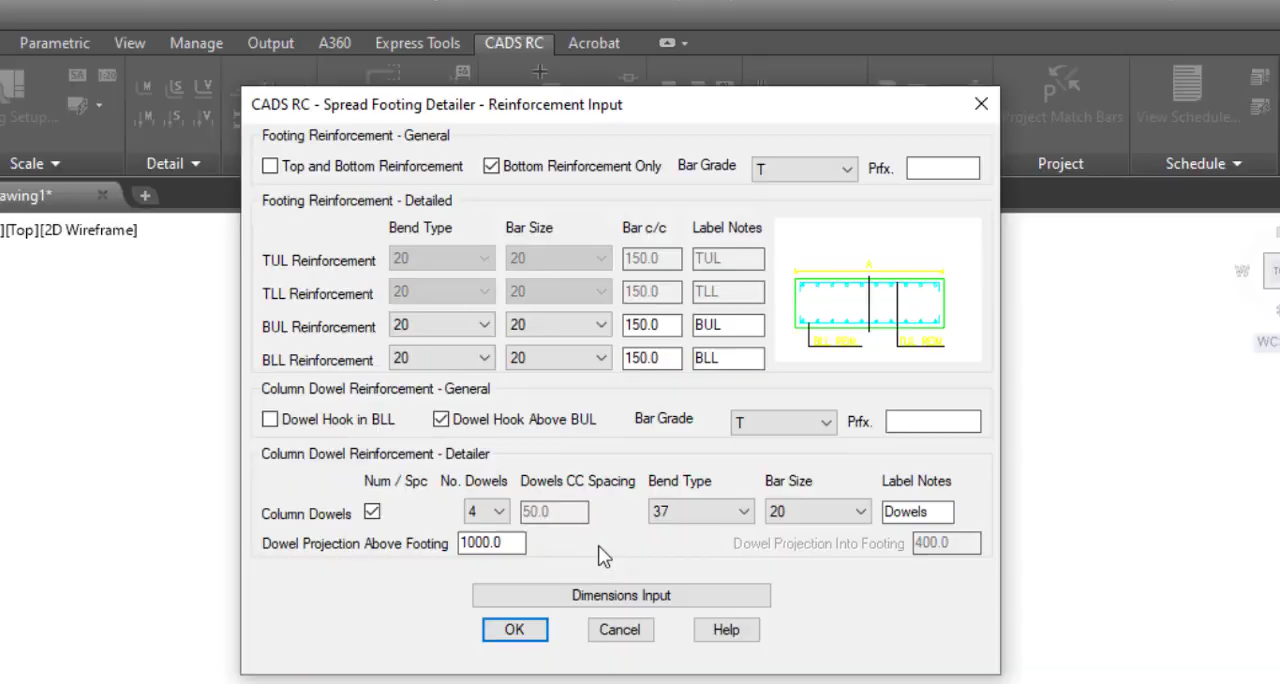 Parametric View Manage Output A360 Express Tools CADS RC Acrobat
SA
M LS LV
Project Match Bars View Schedule...
Scale Detail Project Schedule
CADS RC - Spread Footing Detailer - Reinforcement Input
Footing Reinforcement - General
Top and Bottom Reinforcement Bottom Reinforcement Only Bar Grade T Prfx.
Footing Reinforcement - Detailed
Bend Type Bar Size Bar c/c Label Notes
TUL Reinforcement 20 20 150.0 TUL
TLL Reinforcement 20 20 150.0 TLL
BUL Reinforcement 20 20 150.0 BUL
BLL Reinforcement 20 20 150.0 BLL
A
Column Dowel Reinforcement - General
Dowel Hook in BLL Dowel Hook Above BUL Bar Grade T Prfx.
Column Dowel Reinforcement - Detailer
Num / Spc No. Dowels Dowels CC Spacing Bend Type Bar Size Label Notes
Column Dowels 4 50.0 37 20 Dowels
Dowel Projection Above Footing 1000.0 Dowel Projection Into Footing 400.0
Dimensions Input
OK Cancel Help
[Top][2D Wireframe]
W